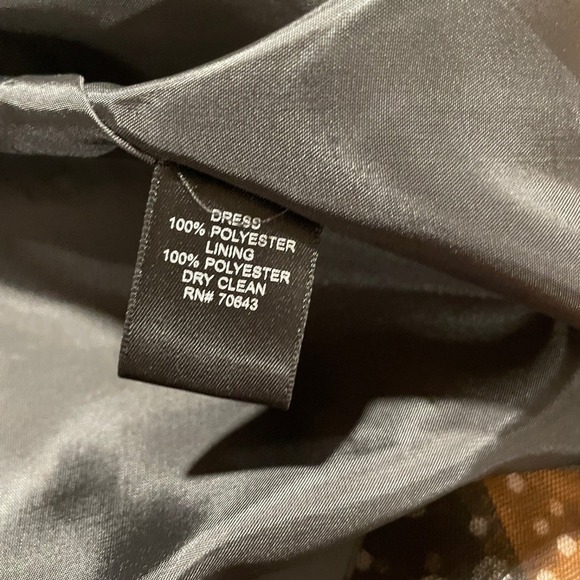 DRESS
100% POLYESTER
LINING
100% POLYESTER
DRY CLEAN
RN# 70643